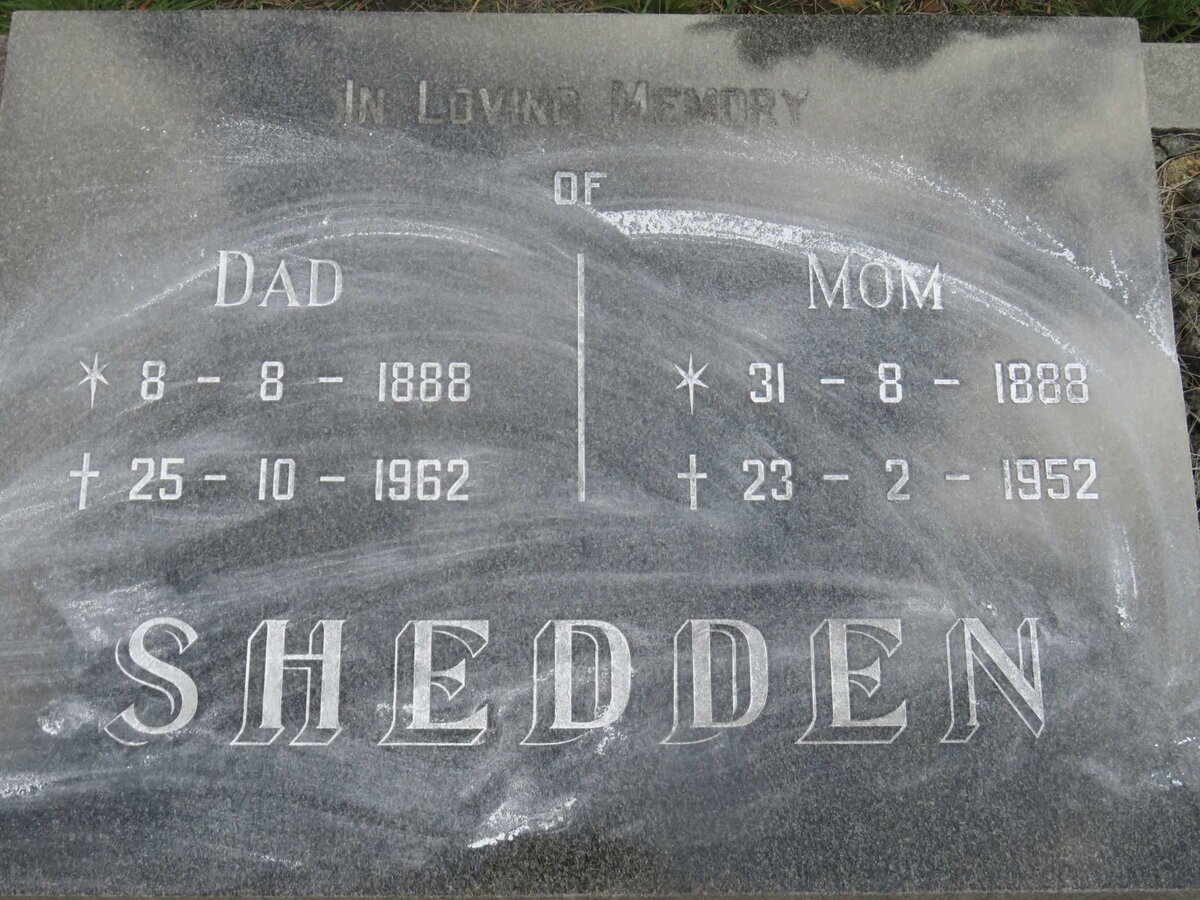 In Loving Memory
OF
Dad
* 8 - 8 - 1888
† 25 - 10 - 1962
Mom
* 31 - 8 - 1888
† 23 - 2 - 1952
SHEDDEN